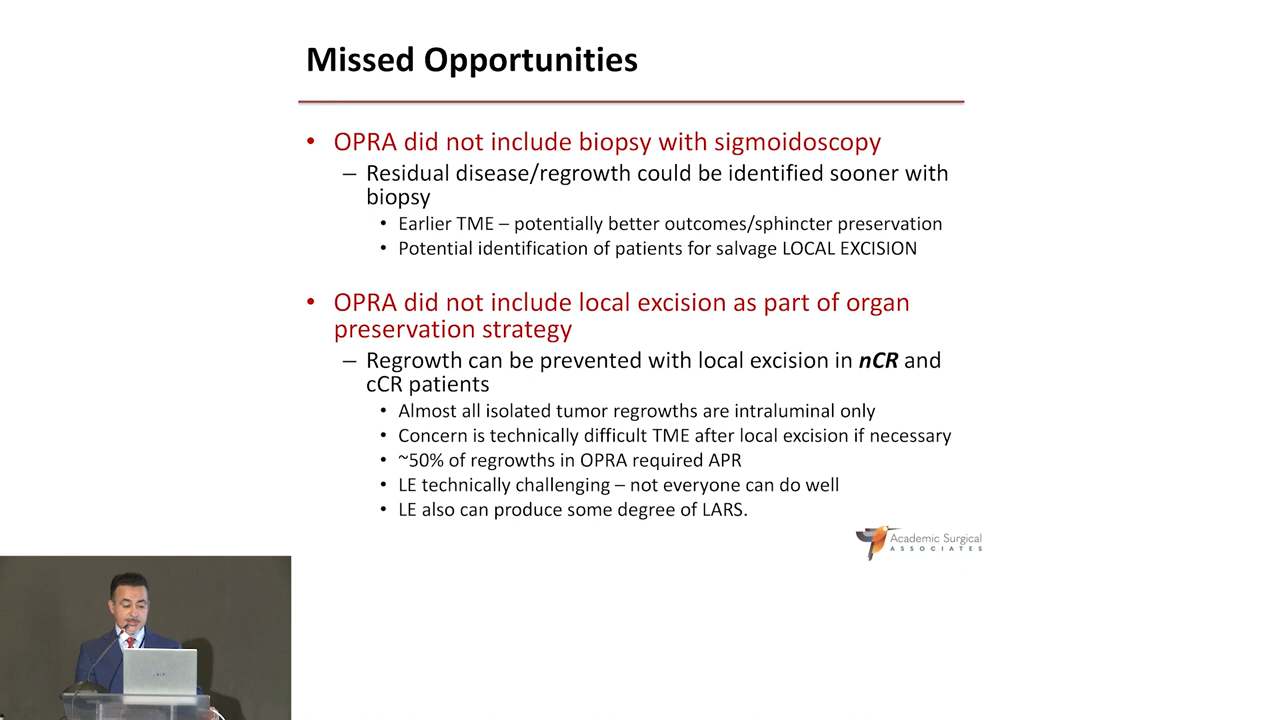 Missed Opportunities
• OPRA did not include biopsy with sigmoidoscopy
– Residual disease/regrowth could be identified sooner with
biopsy
• Earlier TME – potentially better outcomes/sphincter preservation
• Potential identification of patients for salvage LOCAL EXCISION
• OPRA did not include local excision as part of organ
preservation strategy
– Regrowth can be prevented with local excision in nCR and
cCR patients
• Almost all isolated tumor regrowths are intraluminal only
• Concern is technically difficult TME after local excision if necessary
• ~50% of regrowths in OPRA required APR
• LE technically challenging – not everyone can do well
• LE also can produce some degree of LARS.
Academic Surgical
ASSOCIATES